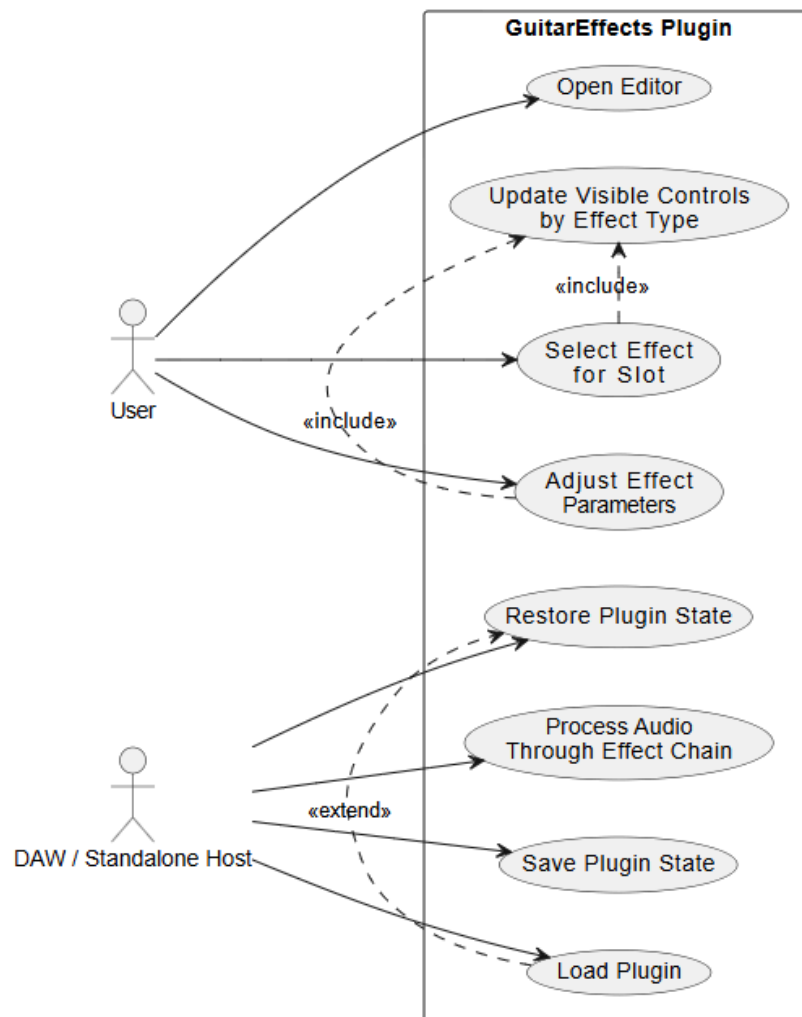 GuitarEffects Plugin
Open Editor
Update Visible Controls
by Effect Type
«include»
Select Effect
for Slot
User
«include»
Adjust Effect
Parameters
Restore Plugin State
Process Audio
Through Effect Chain
«extend»
DAW / Standalone Host
Save Plugin State
Load Plugin